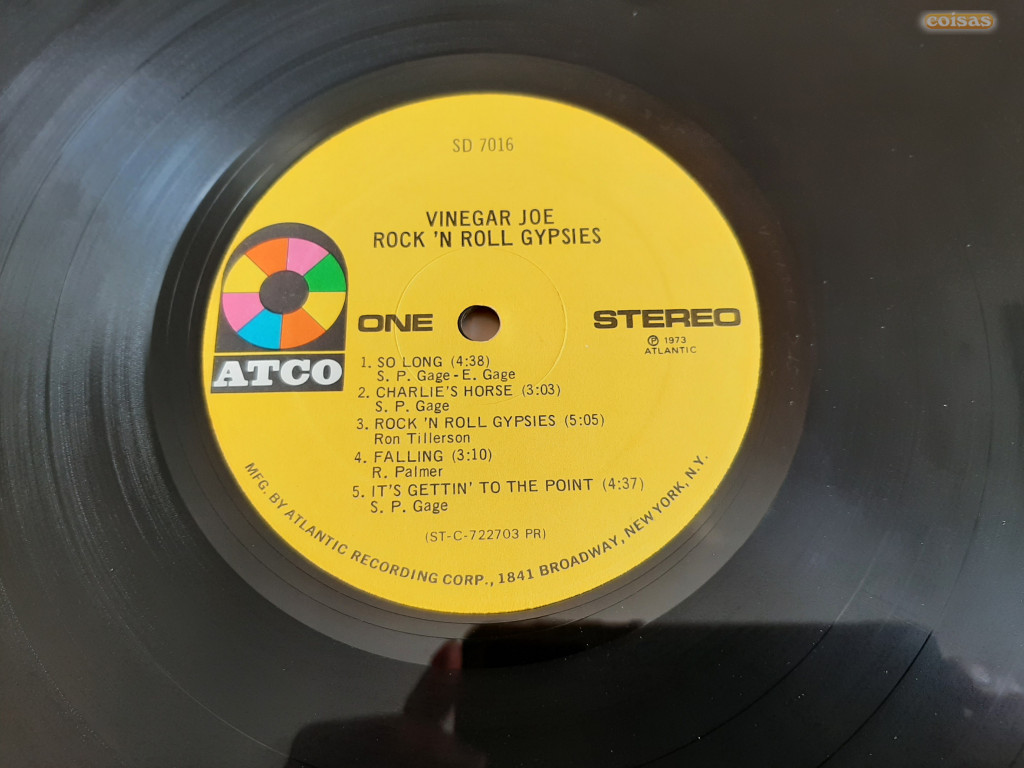 coisas
SD 7016
VINEGAR JOE
ROCK 'N ROLL GYPSIES
ATCO
ONE
STEREO
℗ 1973
ATLANTIC
1. SO LONG (4:38)
S. P. Gage - E. Gage
2. CHARLIE'S HORSE (3:03)
S. P. Gage
3. ROCK 'N ROLL GYPSIES (5:05)
Ron Tillerson
4. FALLING (3:10)
R. Palmer
5. IT'S GETTIN' TO THE POINT (4:37)
S. P. Gage
(ST-C-722703 PR)
MFG. BY ATLANTIC RECORDING CORP., 1841 BROADWAY, NEW YORK, N.Y.